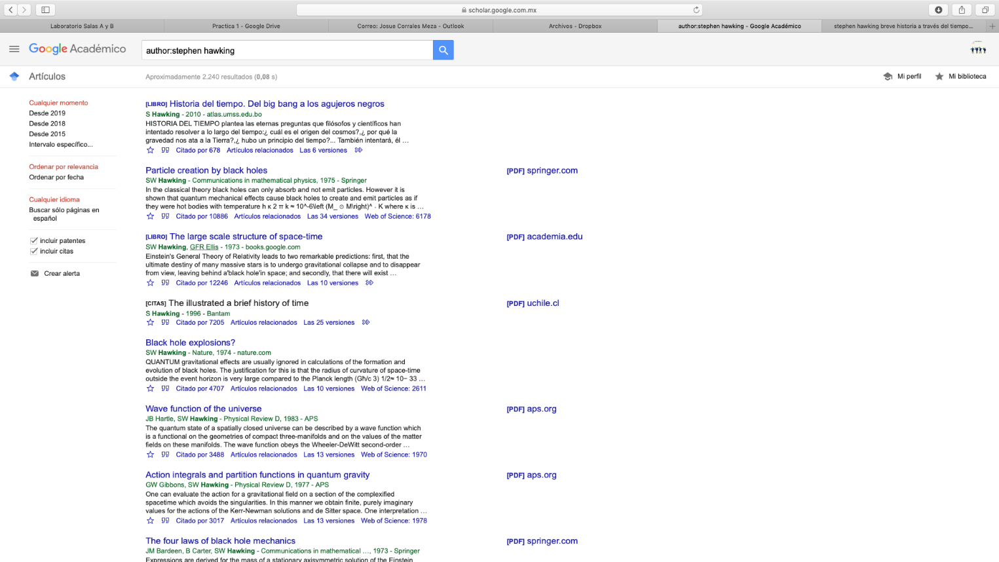 scholar.google.com.mx
Laboratorio Salas A y B
Practica 1 - Google Drive
Correo: Josue Corrales Meza - Outlook
Archivos - Dropbox
author:stephen hawking - Google Académico
stephen hawking breve historia a través del tiempo...
Google Académico
author:stephen hawking
Artículos
Aproximadamente 2.240 resultados (0,08 s)
Mi perfil
Mi biblioteca
Cualquier momento
Desde 2019
Desde 2018
Desde 2015
Intervalo específico...
Ordenar por relevancia
Ordenar por fecha
Cualquier idioma
Buscar sólo páginas en
español
incluir patentes
incluir citas
Crear alerta
[LIBRO] Historia del tiempo. Del big bang a los agujeros negros
S Hawking - 2010 - atlas.umss.edu.bo
HISTORIA DEL TIEMPO plantea las eternas preguntas que filósofos y científicos han
intentado resolver a lo largo del tiempo:¿ cuál es el origen del cosmos?,¿ por qué la
gravedad nos ata a la Tierra?,¿ hubo un principio del tiempo?... También intentará, él …
Citado por 678 Artículos relacionados Las 6 versiones
Particle creation by black holes
[PDF] springer.com
SW Hawking - Communications in mathematical physics, 1975 - Springer
In the classical theory black holes can only absorb and not emit particles. However it is
shown that quantum mechanical effects cause black holes to create and emit particles as if
they were hot bodies with temperature h κ 2 π k ≈ 10^-6\left (M_ ⊙ M\right)^ ⋅ K where κ is …
Citado por 10886 Artículos relacionados Las 34 versiones Web of Science: 6178
[LIBRO] The large scale structure of space-time
[PDF] academia.edu
SW Hawking, GFR Ellis - 1973 - books.google.com
Einstein's General Theory of Relativity leads to two remarkable predictions: first, that the
ultimate destiny of many massive stars is to undergo gravitational collapse and to disappear
from view, leaving behind a'black hole'in space; and secondly, that there will exist …
Citado por 12246 Artículos relacionados Las 10 versiones
[CITAS] The illustrated a brief history of time
[PDF] uchile.cl
S Hawking - 1996 - Bantam
Citado por 7205 Artículos relacionados Las 25 versiones
Black hole explosions?
SW Hawking - Nature, 1974 - nature.com
QUANTUM gravitational effects are usually ignored in calculations of the formation and
evolution of black holes. The justification for this is that the radius of curvature of space-time
outside the event horizon is very large compared to the Planck length (Għ/c 3) 1/2≈ 10− 33 …
Citado por 4707 Artículos relacionados Las 10 versiones Web of Science: 2611
Wave function of the universe
[PDF] aps.org
JB Hartle, SW Hawking - Physical Review D, 1983 - APS
The quantum state of a spatially closed universe can be described by a wave function which
is a functional on the geometries of compact three-manifolds and on the values of the matter
fields on these manifolds. The wave function obeys the Wheeler-DeWitt second-order …
Citado por 3488 Artículos relacionados Las 13 versiones Web of Science: 1970
Action integrals and partition functions in quantum gravity
[PDF] aps.org
GW Gibbons, SW Hawking - Physical Review D, 1977 - APS
One can evaluate the action for a gravitational field on a section of the complexified
spacetime which avoids the singularities. In this manner we obtain finite, purely imaginary
values for the actions of the Kerr-Newman solutions and de Sitter space. One interpretation …
Citado por 3017 Artículos relacionados Las 13 versiones Web of Science: 1978
The four laws of black hole mechanics
[PDF] springer.com
JM Bardeen, B Carter, SW Hawking - Communications in mathematical …, 1973 - Springer
Expressions are derived for the mass of a stationary axisymmetric solution of the Einstein